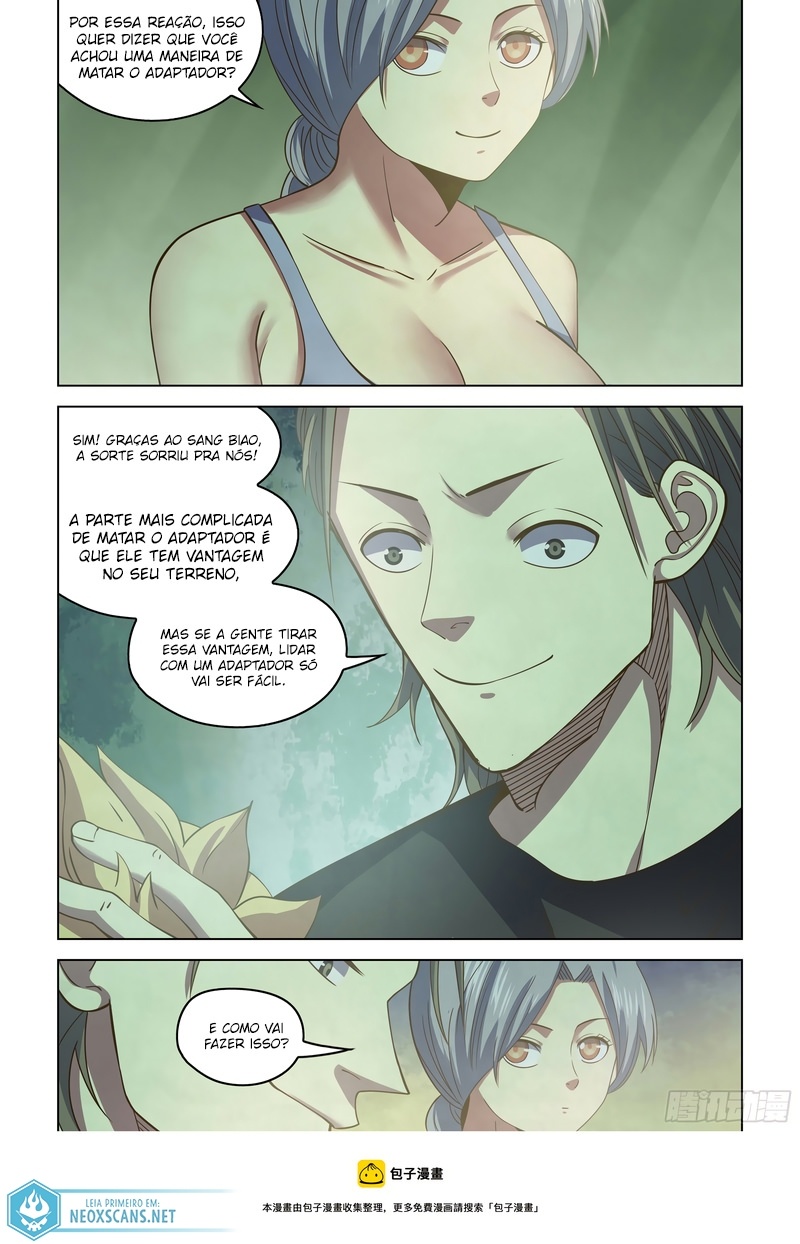 POR ESSA REAÇÃO, ISSO
QUER DIZER QUE VOCÊ
ACHOU UMA MANEIRA DE
MATAR O ADAPTADOR?
SIM! GRAÇAS AO SANG BIAO,
A SORTE SORRIU PRA NÓS!
A PARTE MAIS COMPLICADA
DE MATAR O ADAPTADOR É
QUE ELE TEM VANTAGEM
NO SEU TERRENO,
MAS SE A GENTE TIRAR
ESSA VANTAGEM, LIDAR
COM UM ADAPTADOR SÓ
VAI SER FÁCIL.
E COMO VAI
FAZER ISSO?
腾讯动漫
包子漫畫
本漫畫由包子漫畫收集整理，更多免費漫畫請搜索「包子漫畫」
LEIA PRIMEIRO EM:
NEOXSCANS.NET